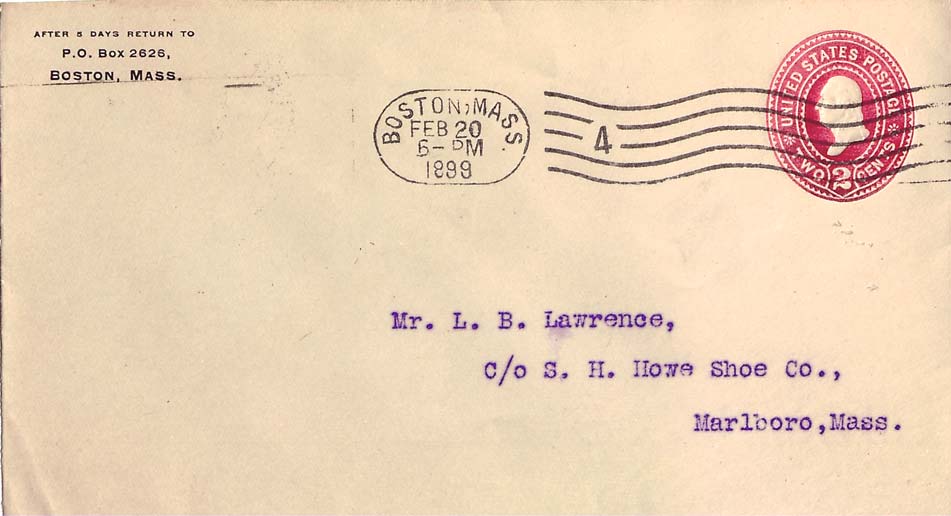 AFTER 5 DAYS RETURN TO
P.O. Box 2626,
BOSTON, MASS.
BOSTON, MASS
FEB 20
6- PM
1899
4
UNITED STATES POSTAGE
TWO 2 CENTS
Mr. L. B. Lawrence,
C/o S. H. Howe Shoe Co.,
Marlboro,Mass.